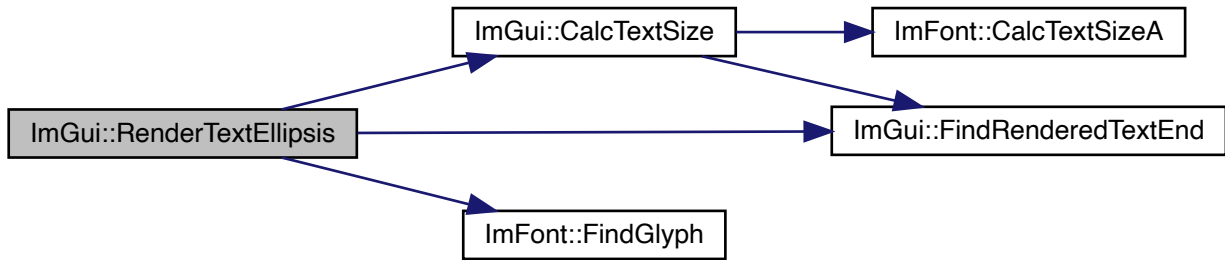 ImGui::RenderTextEllipsis
ImGui::CalcTextSize
ImFont::CalcTextSizeA
ImGui::FindRenderedTextEnd
ImFont::FindGlyph